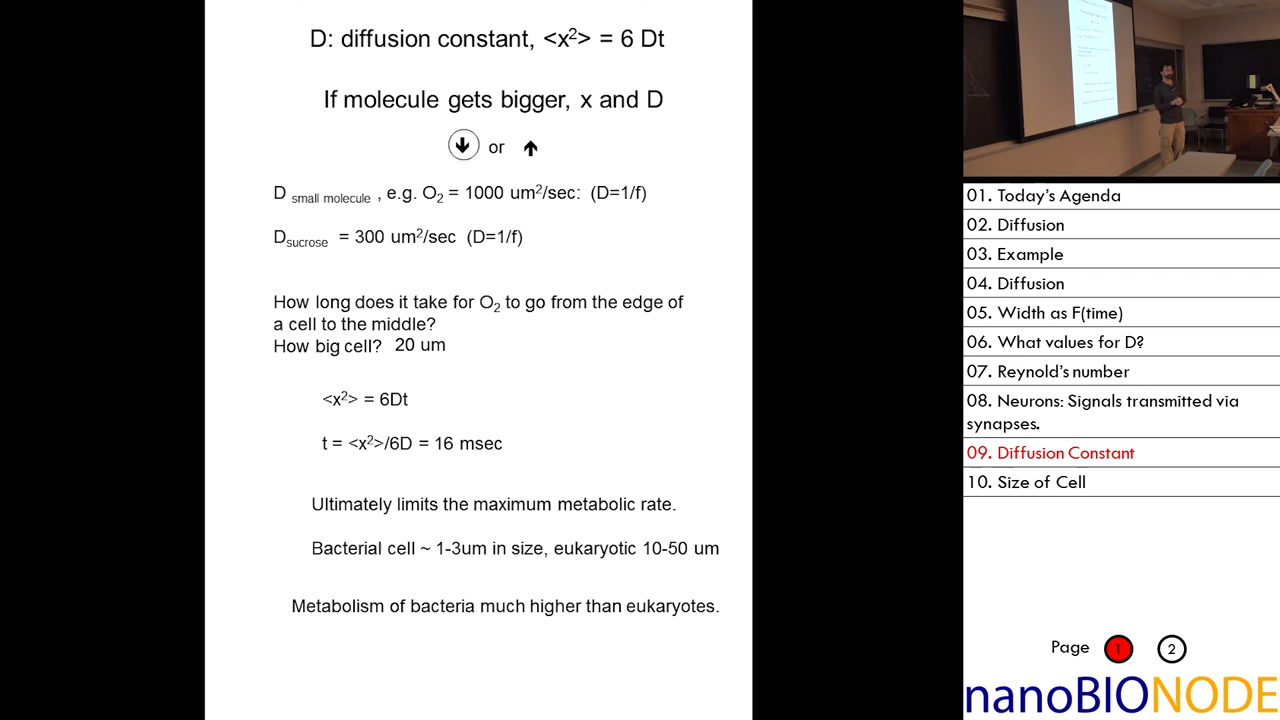 D: diffusion constant, <x²> = 6 Dt
If molecule gets bigger, x and D
↓ or ↑
D small molecule , e.g. O₂ = 1000 um²/sec: (D=1/f)
Dsucrose = 300 um²/sec (D=1/f)
How long does it take for O₂ to go from the edge of
a cell to the middle?
How big cell? 20 um
<x²> = 6Dt
t = <x²>/6D = 16 msec
Ultimately limits the maximum metabolic rate.
Bacterial cell ~ 1-3um in size, eukaryotic 10-50 um
Metabolism of bacteria much higher than eukaryotes.
01. Today's Agenda
02. Diffusion
03. Example
04. Diffusion
05. Width as F(time)
06. What values for D?
07. Reynold's number
08. Neurons: Signals transmitted via
synapses.
09. Diffusion Constant
10. Size of Cell
Page 1 2
nanoBIONODE